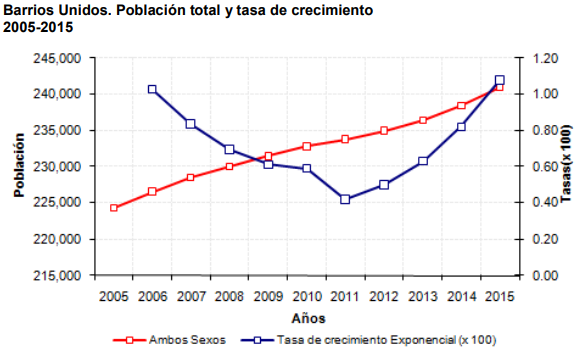 Barrios Unidos. Población total y tasa de crecimiento
2005-2015
245,000
240,000
235,000
230,000
225,000
220,000
215,000
Población
1.20
1.00
0.80
0.60
0.40
0.20
0.00
Tasas(x 100)
2005 2006 2007 2008 2009 2010 2011 2012 2013 2014 2015
Años
Ambos Sexos
Tasa de crecimiento Exponencial (x 100)